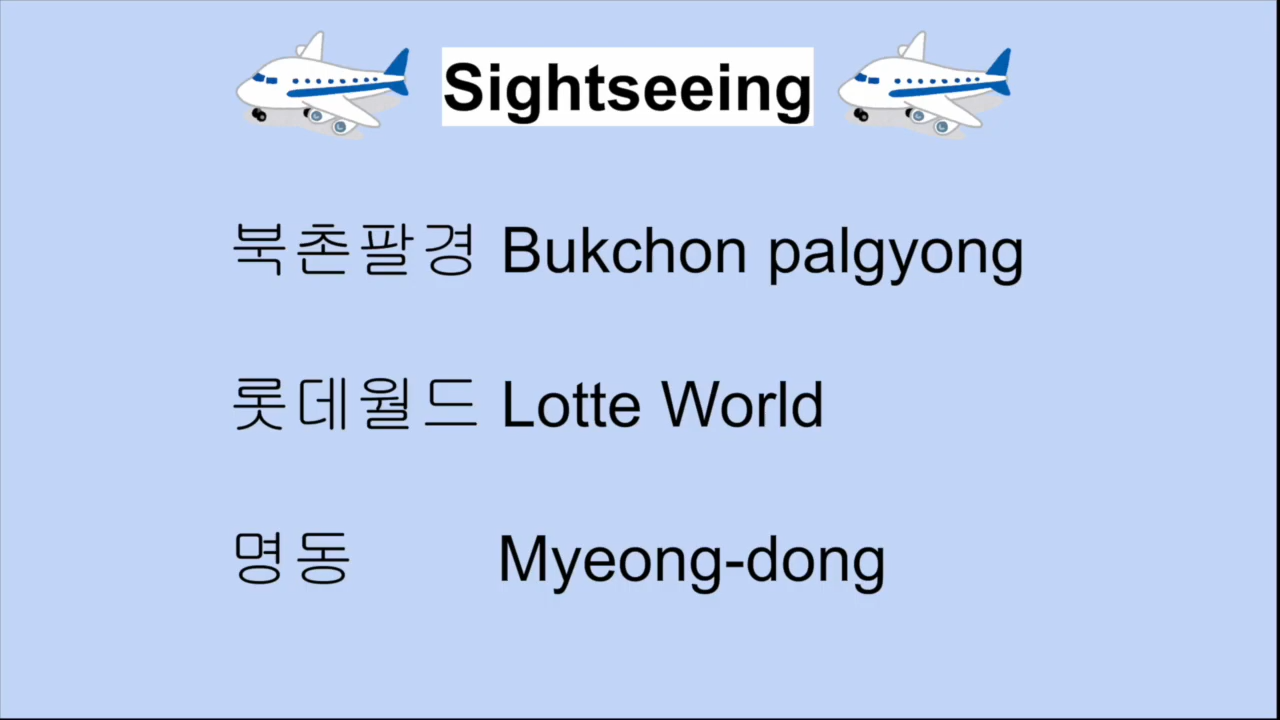 Sightseeing
북촌팔경 Bukchon palgyong
롯데월드 Lotte World
명동 Myeong-dong